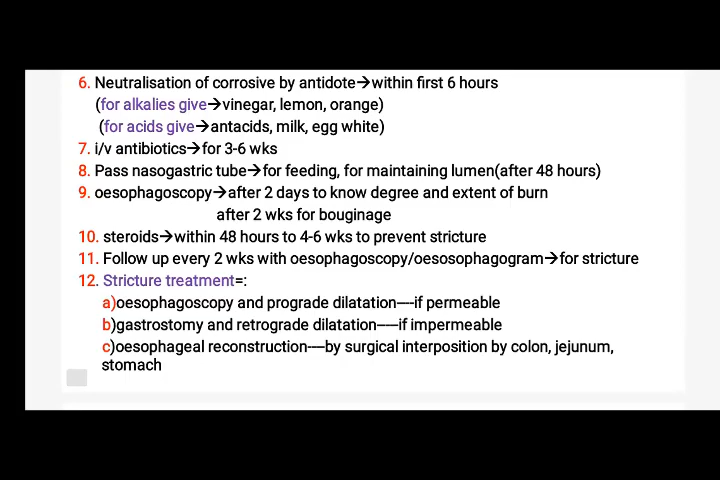 6. Neutralisation of corrosive by antidote→within first 6 hours
(for alkalies give→vinegar, lemon, orange)
(for acids give→antacids, milk, egg white)
7. i/v antibiotics→for 3-6 wks
8. Pass nasogastric tube→for feeding, for maintaining lumen(after 48 hours)
9. oesophagoscopy→after 2 days to know degree and extent of burn
after 2 wks for bouginage
10. steroids→within 48 hours to 4-6 wks to prevent stricture
11. Follow up every 2 wks with oesophagoscopy/oesosophagogram→for stricture
12. Stricture treatment=:
a)oesophagoscopy and prograde dilatation----if permeable
b)gastrostomy and retrograde dilatation-----if impermeable
c)oesophageal reconstruction---by surgical interposition by colon, jejunum,
stomach